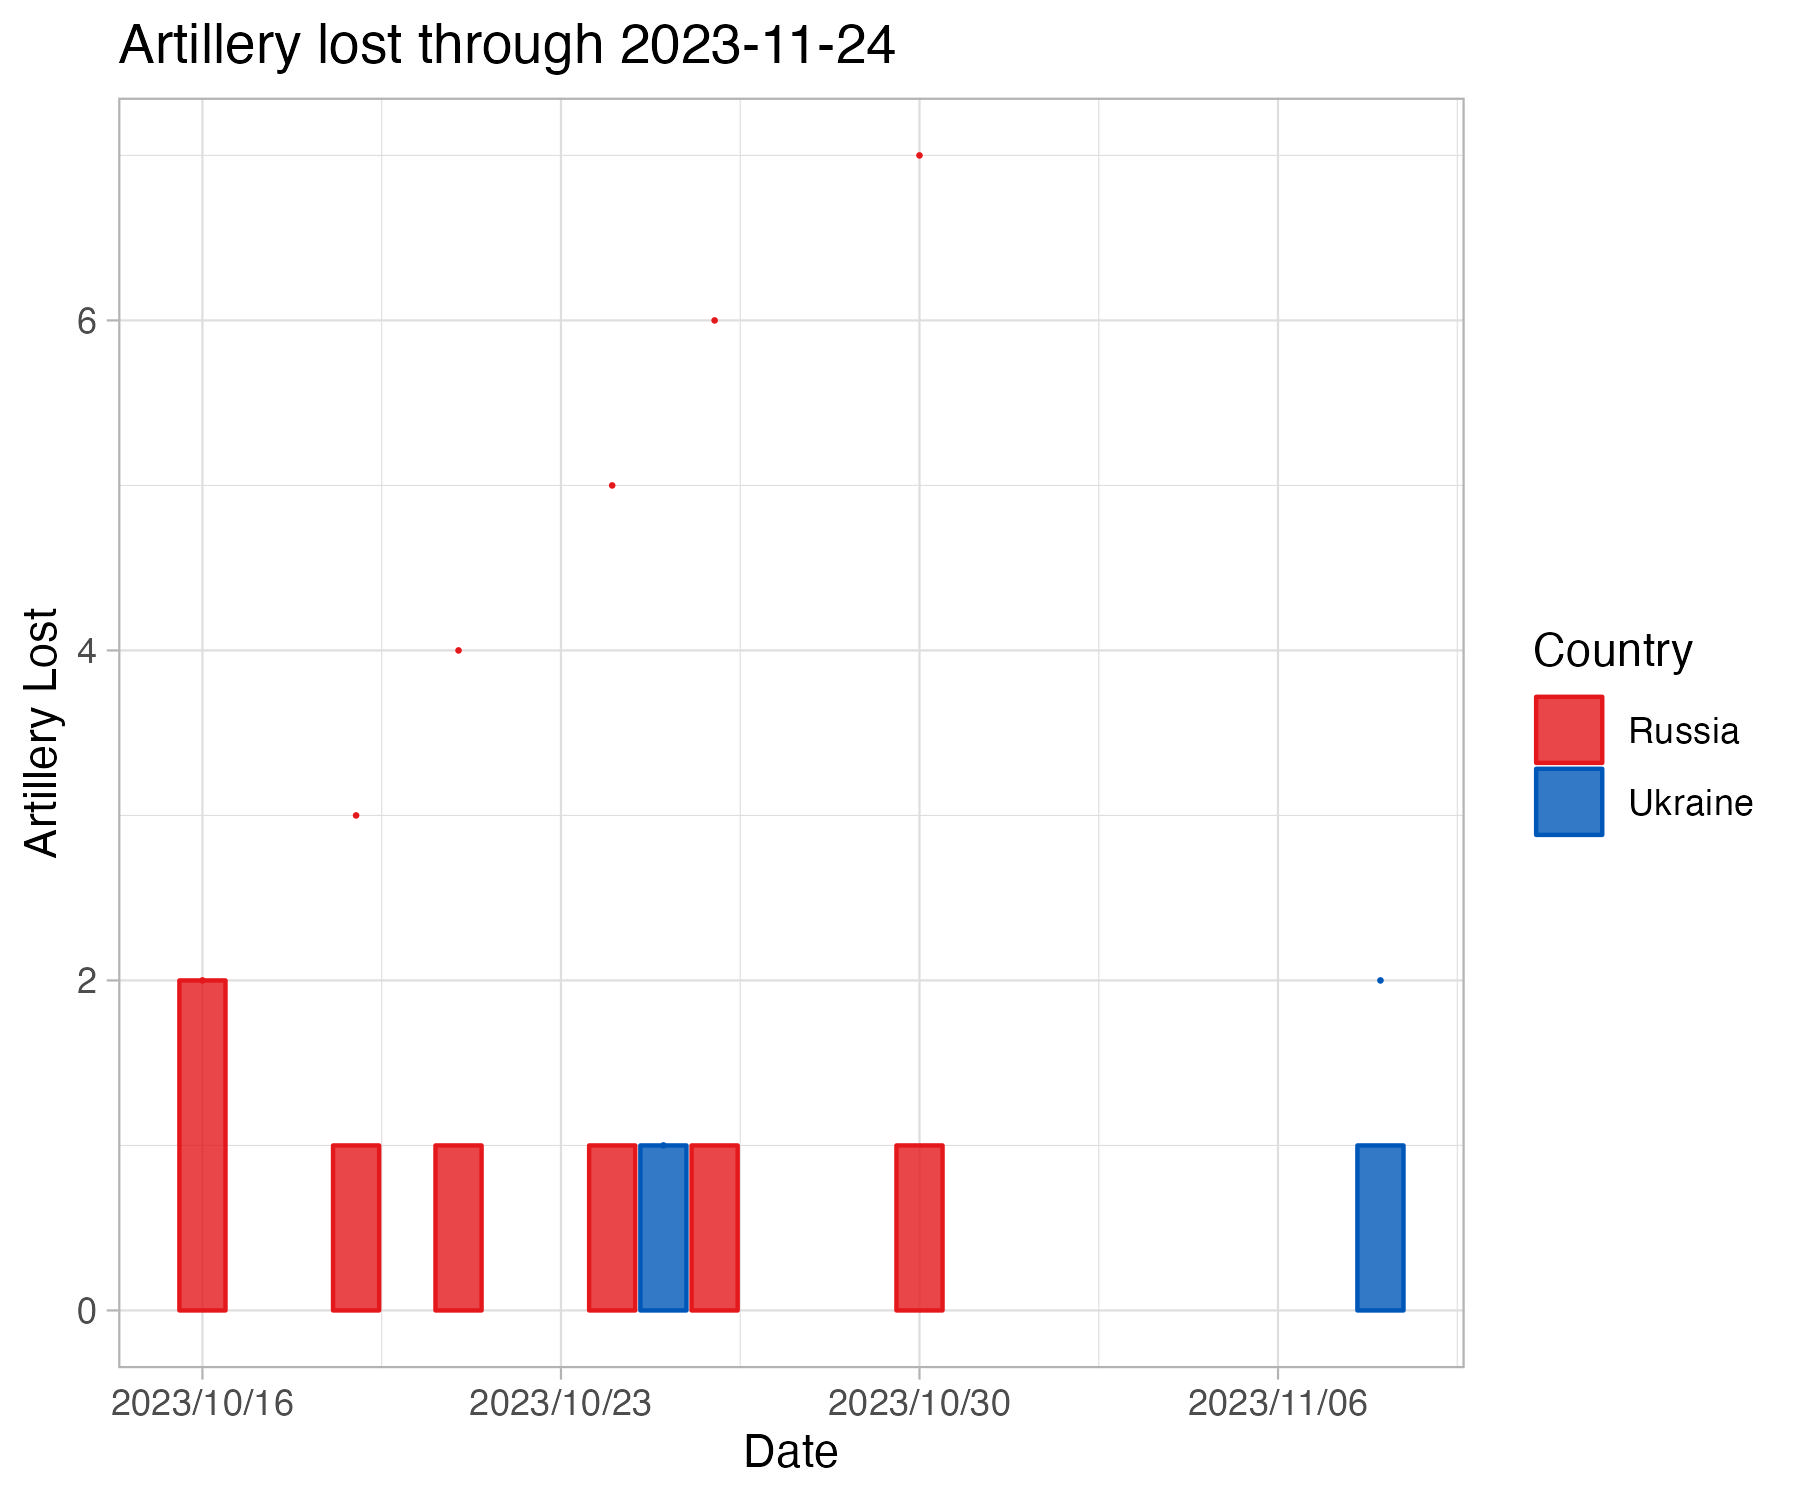 Artillery lost through 2023-11-24
Artillery Lost
6
4
2
0
2023/10/16 2023/10/23 2023/10/30 2023/11/06
Date
Country
Russia
Ukraine